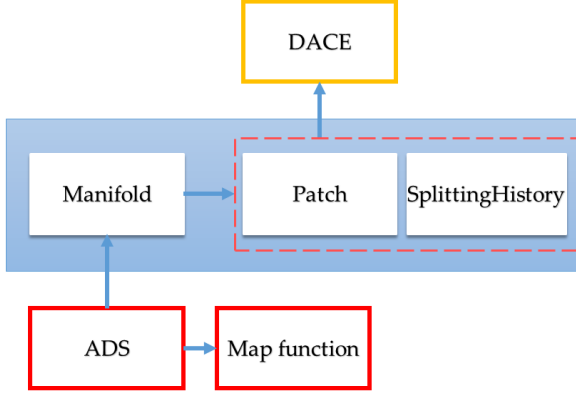 DACE
Manifold
Patch
SplittingHistory
ADS
Map function